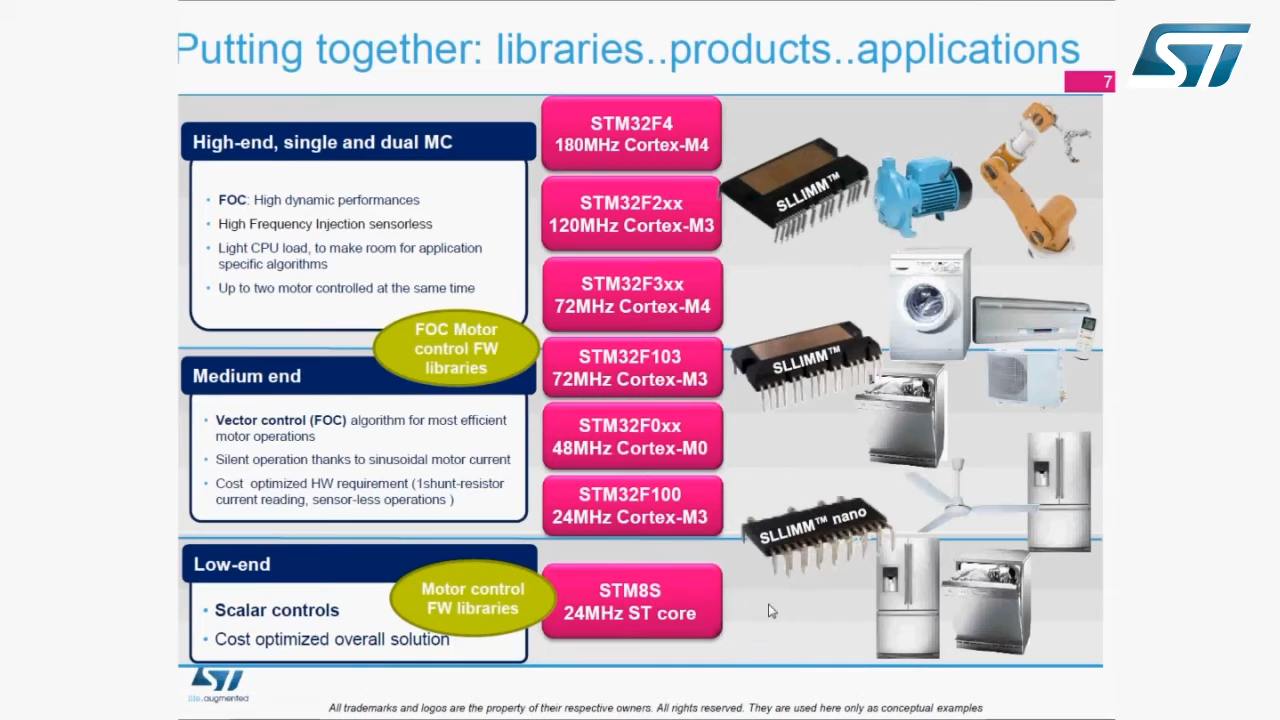 Putting together: libraries..products..applications
7
ST
High-end, single and dual MC
• FOC: High dynamic performances
• High Frequency Injection sensorless
• Light CPU load, to make room for application
specific algorithms
• Up to two motor controlled at the same time
FOC Motor
control FW
libraries
Medium end
• Vector control (FOC) algorithm for most efficient
motor operations
• Silent operation thanks to sinusoidal motor current
• Cost optimized HW requirement (1shunt-resistor
current reading, sensor-less operations )
Low-end
• Scalar controls
• Cost optimized overall solution
Motor control
FW libraries
STM32F4
180MHz Cortex-M4
STM32F2xx
120MHz Cortex-M3
STM32F3xx
72MHz Cortex-M4
STM32F103
72MHz Cortex-M3
STM32F0xx
48MHz Cortex-M0
STM32F100
24MHz Cortex-M3
STM8S
24MHz ST core
SLLIMM™
SLLIMM™
SLLIMM™ nano
ST
life.augmented
All trademarks and logos are the property of their respective owners. All rights reserved. They are used here only as conceptual examples